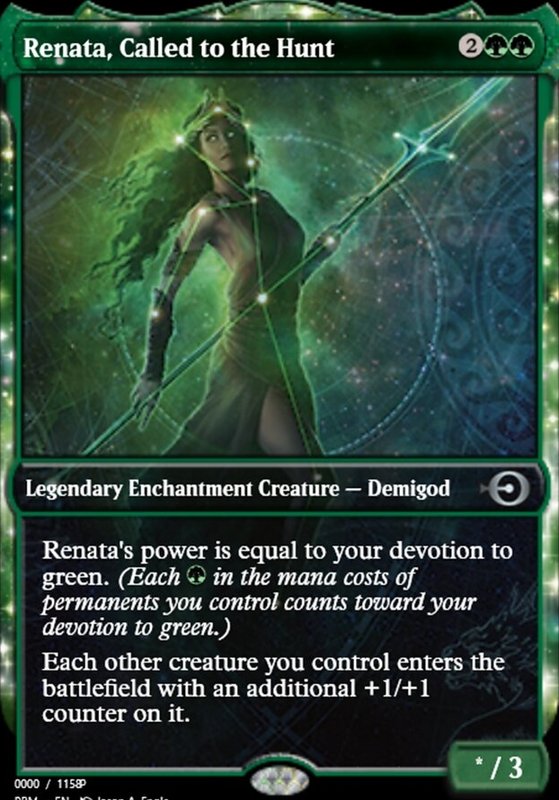 Renata, Called to the Hunt 2
Legendary Enchantment Creature — Demigod
Renata's power is equal to your devotion to
green. (Each in the mana costs of
permanents you control counts toward your
devotion to green.)
Each other creature you control enters the
battlefield with an additional +1/+1
counter on it.
* / 3
0000 / 1158P